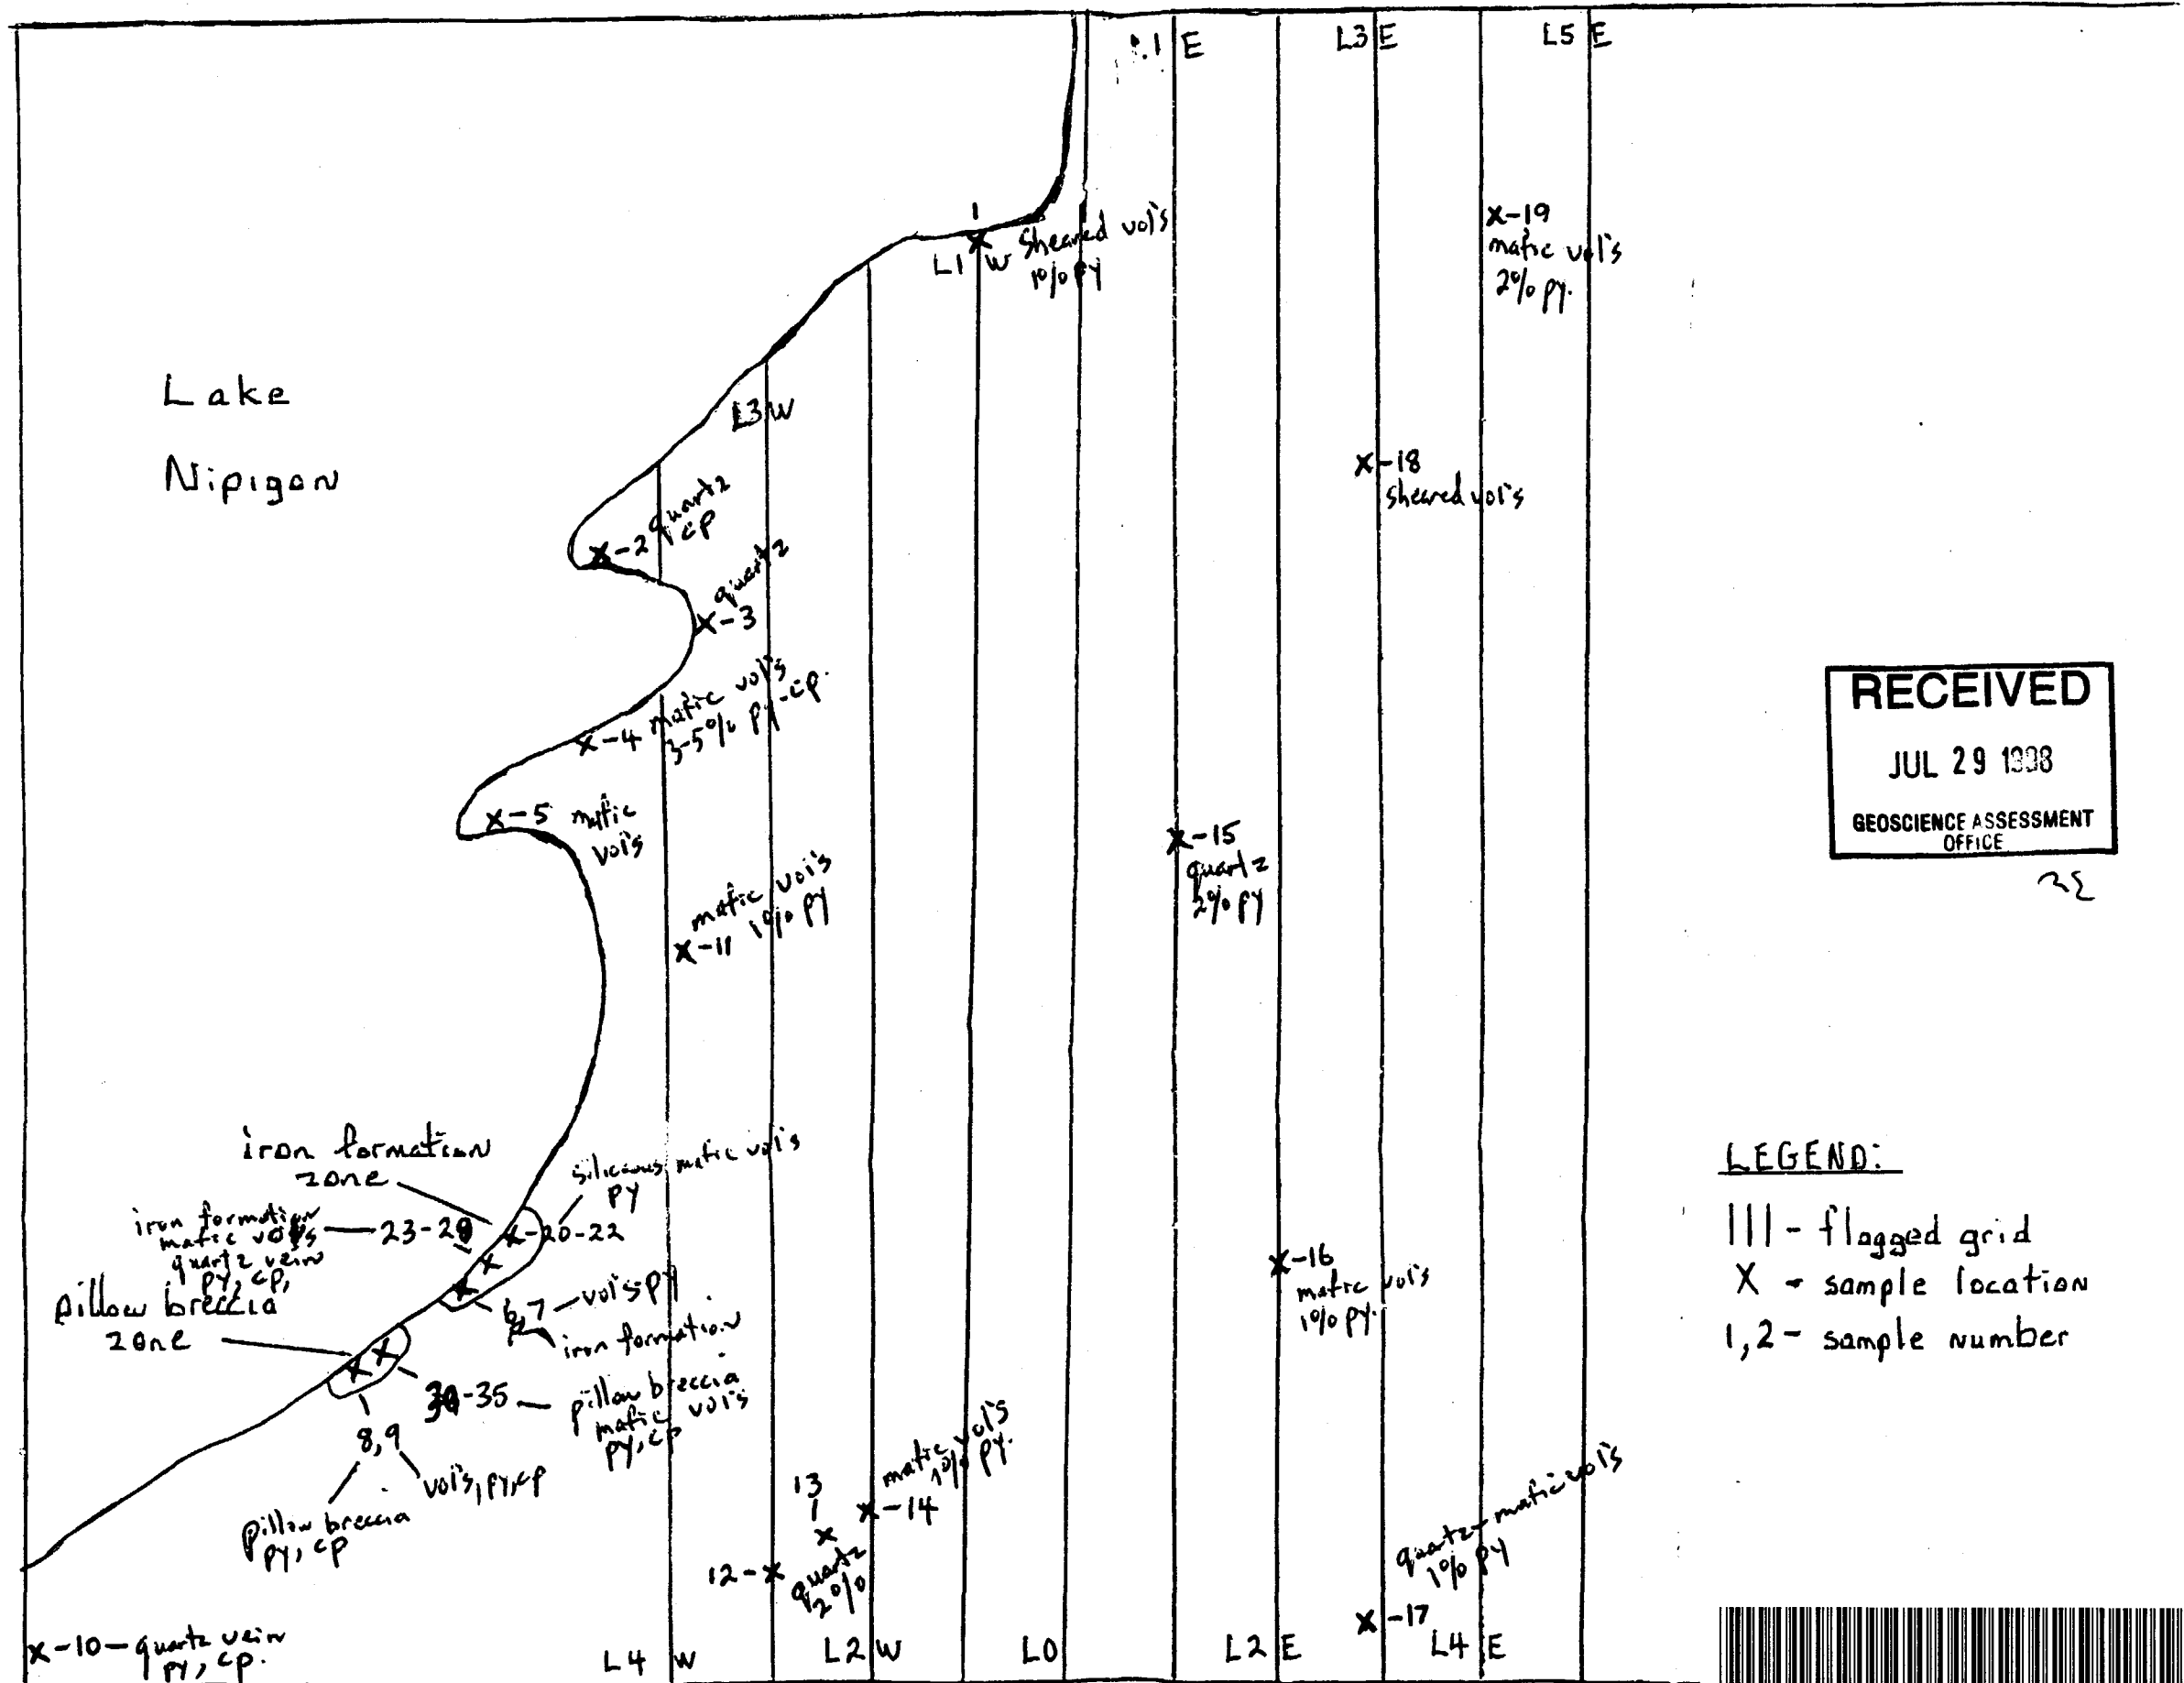 L1 E
L3 E
L5 E
1
X Sheared vol's
1% py
L1 W
X-19
mafic vol's
2% py.
Lake
Nipigon
L3 W
X-18
sheared vol's
X-2 quartz
cp
quartz
X-3
X-4 mafic vol's
3-5% py-cp.
RECEIVED
JUL 29 1998
GEOSCIENCE ASSESSMENT
OFFICE
X-5 mafic
vol's
X-15
quartz
2% py
mafic vol's
1% py
X-11
iron formation
zone
siliceous mafic vol's
py
X-20-22
iron formation
mafic vol's
quartz vein
py, cp,
23-29
pillow breccia
zone
6,7 - vol's-py
iron formation
30-35 - pillow breccia
mafic vol's
py, cp
8,9
vol's, py, cp
pillow breccia
py, cp
X-16
mafic vol's
1% py.
LEGEND:
||| - flagged grid
X - sample location
1,2 - sample number
mafic vol's
1% py.
X-14
13
X
quartz
2%
12-X
quartz-mafic vol's
1% py
X-17
X-10-quartz vein
py, cp.
L4 W
L2 W
L0
L2 E
L4 E